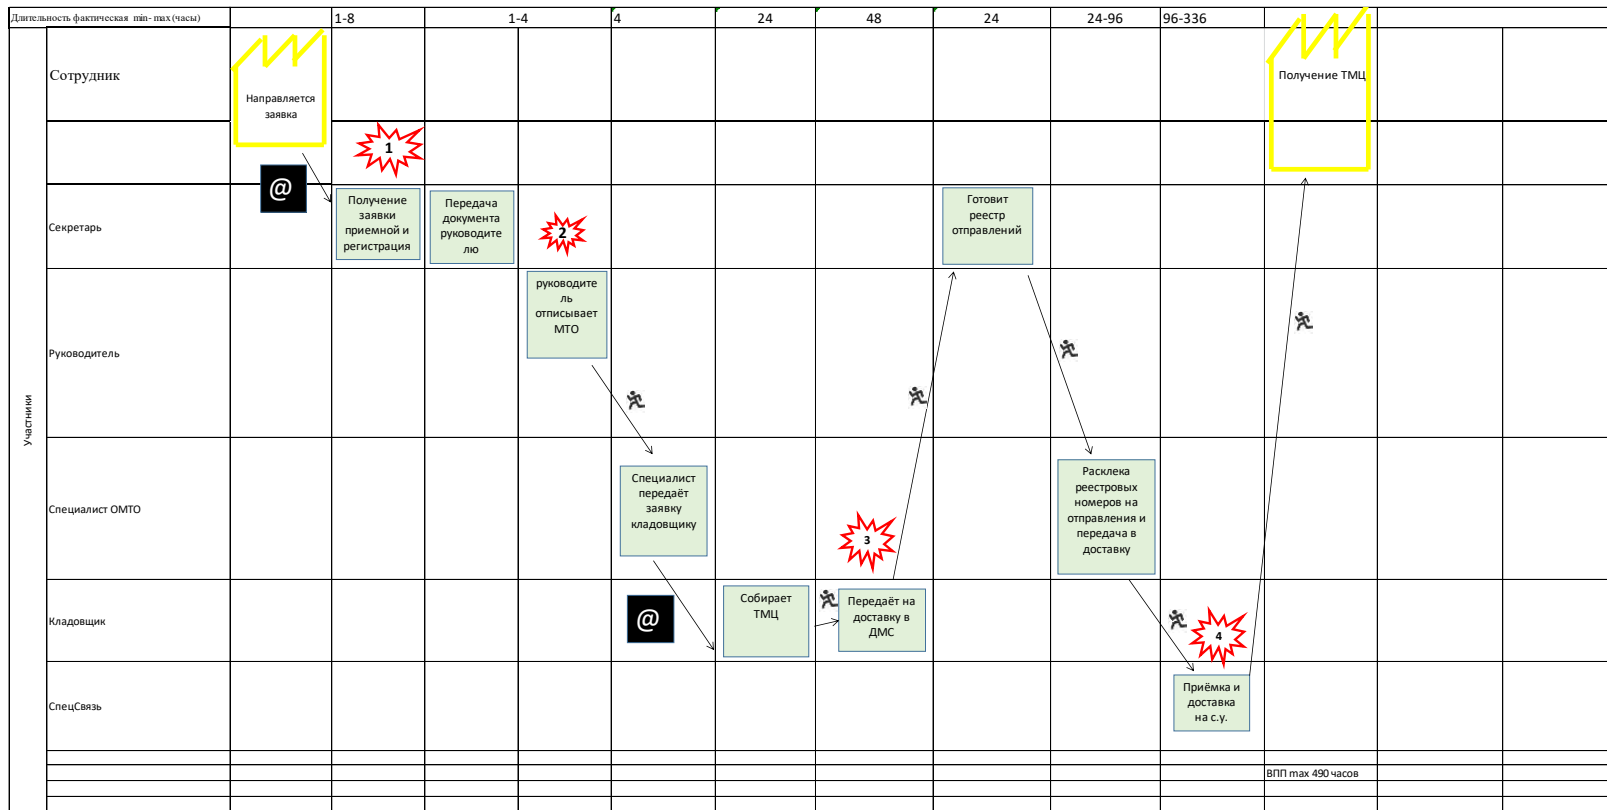 Длительность фактическая min- max (часы)
1-8
1-4
4
24
48
24
24-96
96-336
Участники
Сотрудник
Направляется
заявка
Получение ТМЦ
1
@
Секретарь
Получение
заявки
приемной и
регистрация
Передача
документа
руководите
лю
2
Готовит
реестр
отправлений
Руководитель
руководите
ль
отписывает
МТО
Специалист ОМТО
Специалист
передаёт
заявку
кладовщику
3
Расклека
реестровых
номеров на
отправления и
передача в
доставку
Кладовщик
@
Собирает
ТМЦ
Передаёт на
доставку в
ДМС
4
СпецСвязь
Приёмка и
доставка
на с.у.
ВПП max 490 часов